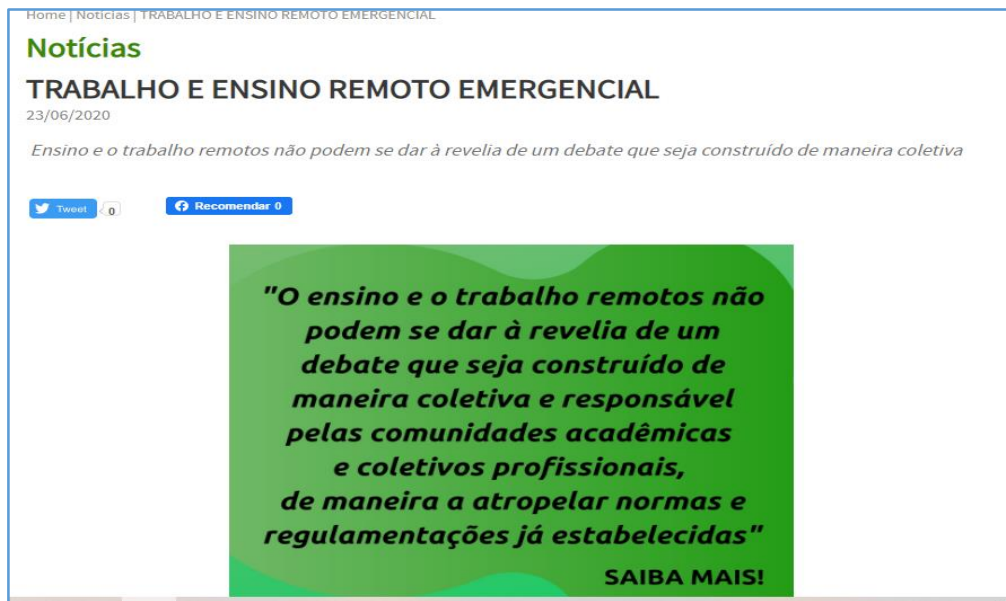 Home | Notícias | TRABALHO E ENSINO REMOTO EMERGENCIAL
Notícias
TRABALHO E ENSINO REMOTO EMERGENCIAL
23/06/2020
Ensino e o trabalho remotos não podem se dar à revelia de um debate que seja construído de maneira coletiva
Tweet 0 Recomendar 0
"O ensino e o trabalho remotos não
podem se dar à revelia de um
debate que seja construído de
maneira coletiva e responsável
pelas comunidades acadêmicas
e coletivos profissionais,
de maneira a atropelar normas e
regulamentações já estabelecidas"
SAIBA MAIS!